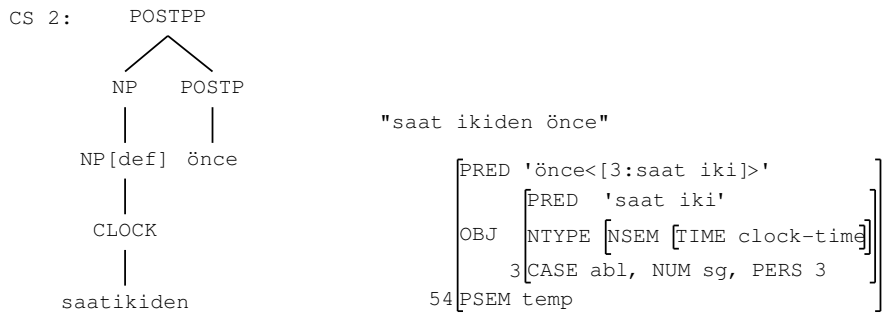 CS 2: POSTPP
NP POSTP
"saat ikiden önce"
NP[def] önce
PRED 'önce<[3:saat iki]>'
PRED 'saat iki'
CLOCK
OBJ NTYPE NSEM TIME clock-time
3 CASE abl, NUM sg, PERS 3
saatikiden
54 PSEM temp